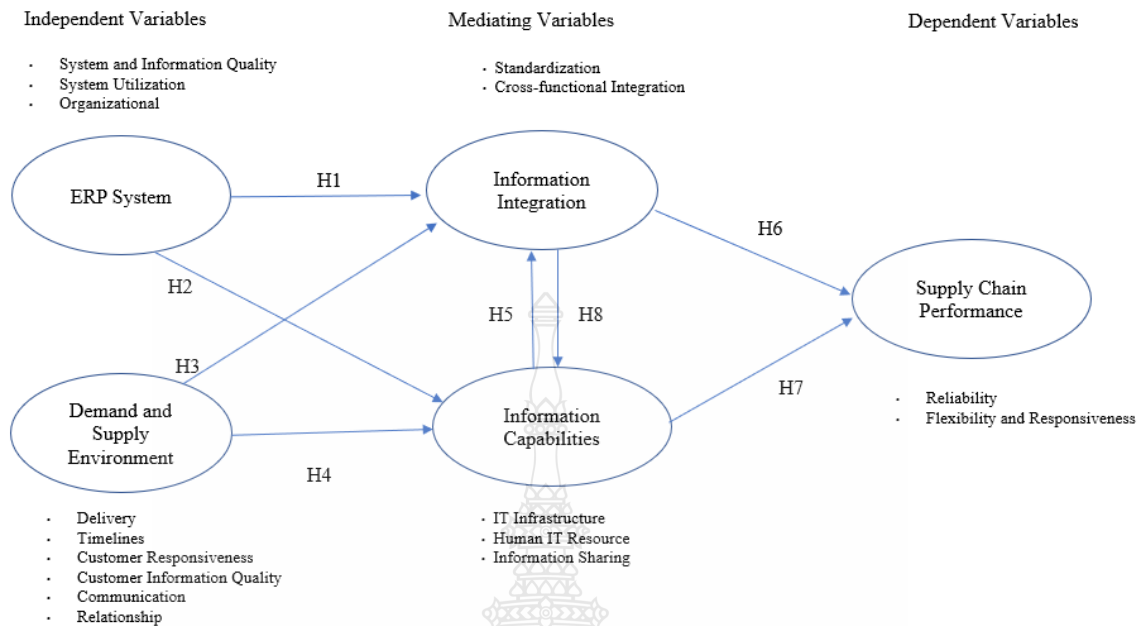 Independent Variables
Mediating Variables
Dependent Variables
· System and Information Quality
· System Utilization
· Organizational
· Standardization
· Cross-functional Integration
ERP System
H1
Information
Integration
H2
H3
H5
H8
H6
Supply Chain
Performance
Demand and
Supply
Environment
H4
Information
Capabilities
H7
· Reliability
· Flexibility and Responsiveness
· Delivery
· Timelines
· Customer Responsiveness
· Customer Information Quality
· Communication
· Relationship
· IT Infrastructure
· Human IT Resource
· Information Sharing